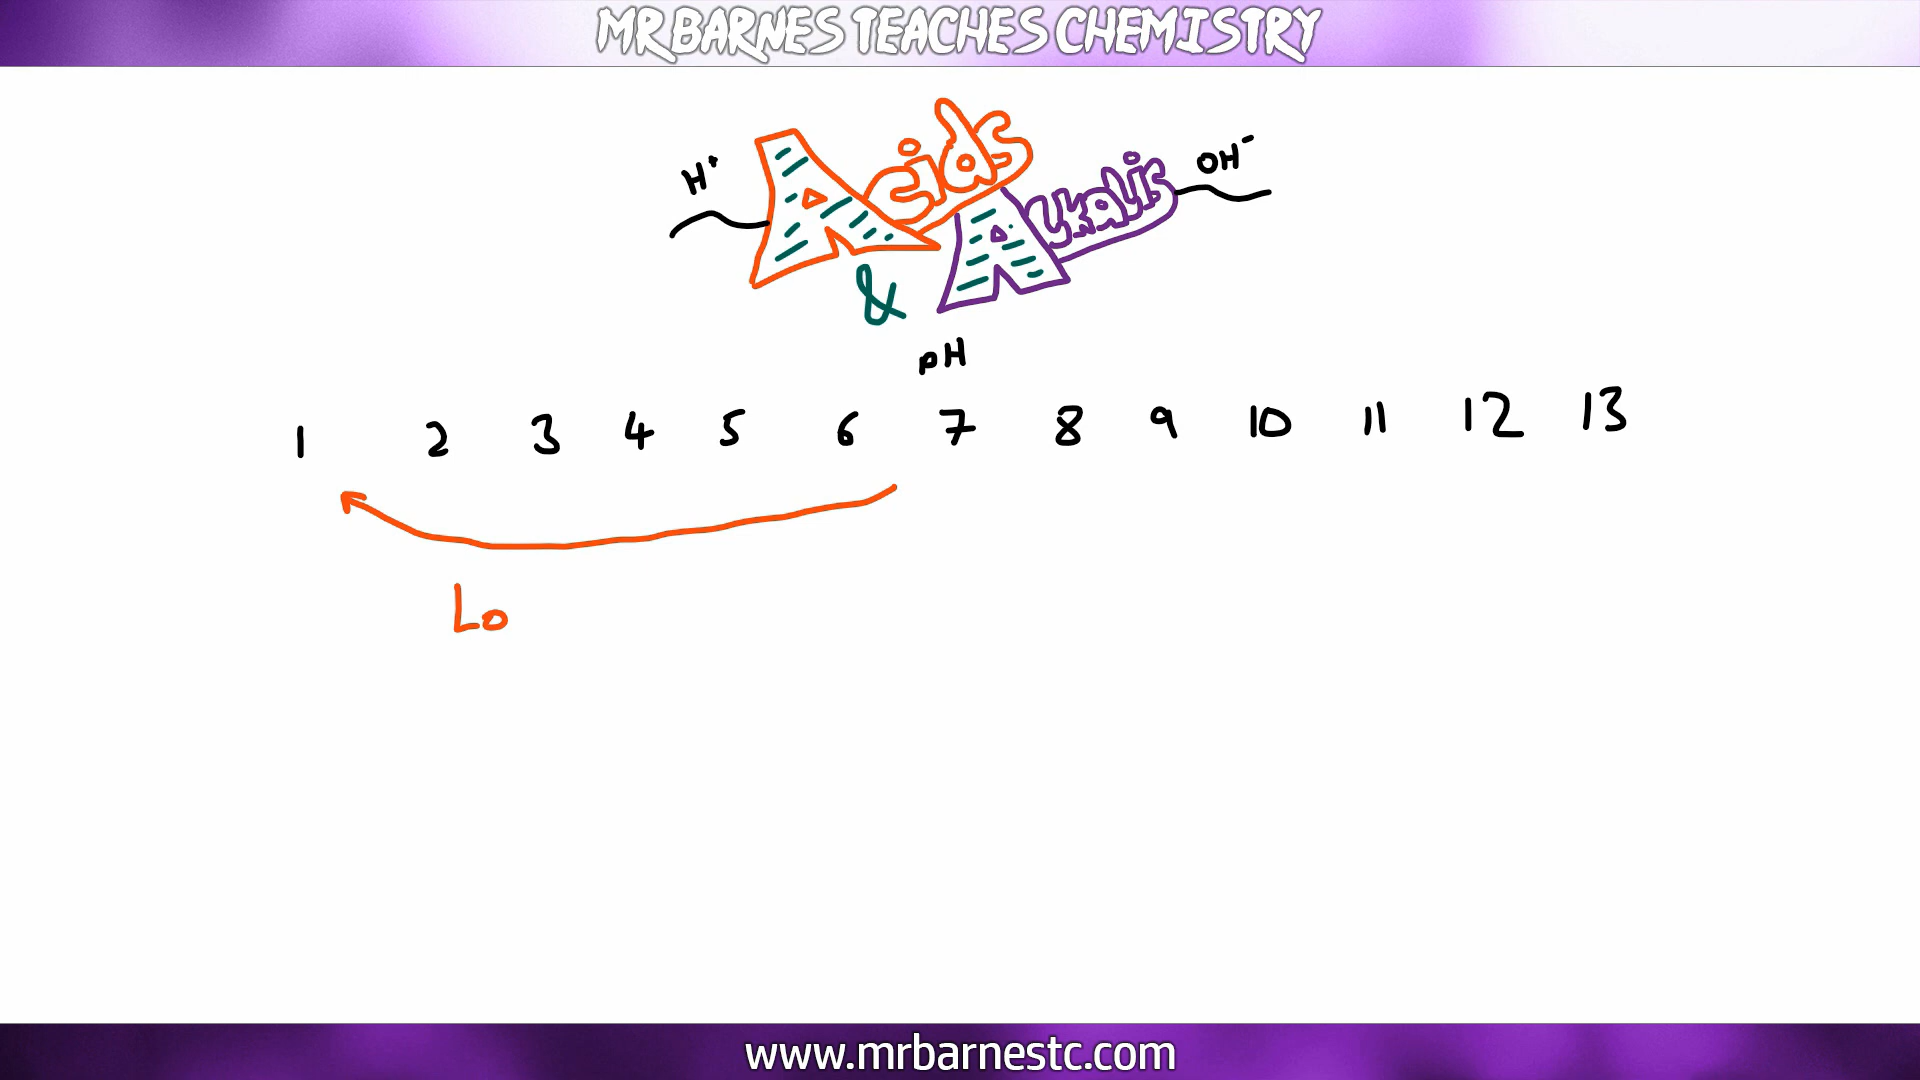 MR BARNES TEACHES CHEMISTRY
H⁺ Acids
& Alkalis OH⁻
pH
1 2 3 4 5 6 7 8 9 10 11 12 13
Lo
www.mrbarnestc.com